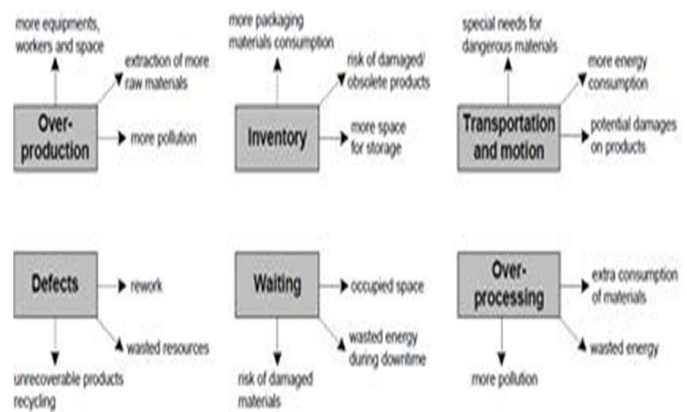 more equipments,
workers and space
extraction of more
raw materials
Over-
production
more pollution
more packaging
materials consumption
risk of damaged/
obsolete products
Inventory
more space
for storage
special needs for
dangerous materials
more energy
consumption
Transportation
and motion
potential damages
on products
Defects
rework
wasted resources
unrecoverable products
recycling
Waiting
occupied space
wasted energy
during downtime
risk of damaged
materials
Over-
processing
extra consumption
of materials
wasted energy
more pollution